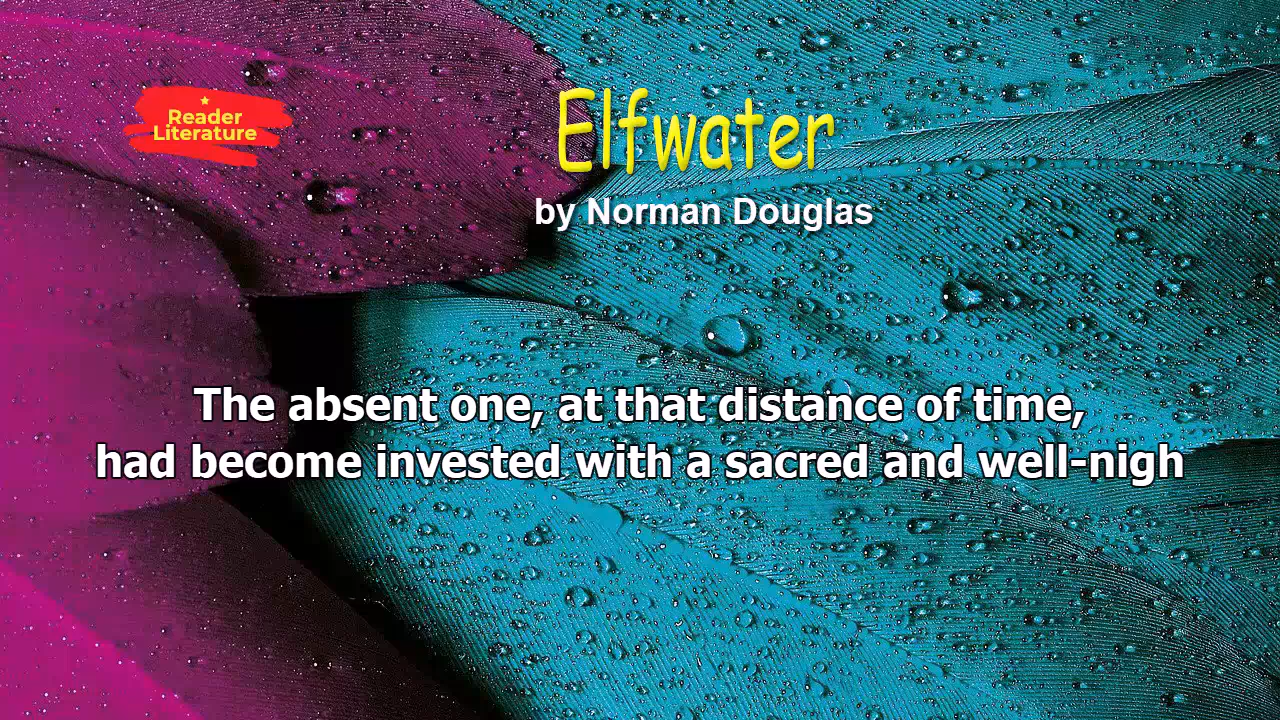 Reader
Literature
Elfwater
by Norman Douglas
The absent one, at that distance of time,
had become invested with a sacred and well-nigh